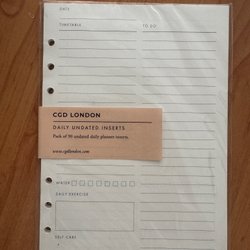 DATE
TIMETABLE
TO DO
CGD LONDON
DAILY UNDATED INSERTS
Pack of 90 undated daily planner inserts.
www.cgdlondon.com
WATER
DAILY EXERCISE
SELF CARE